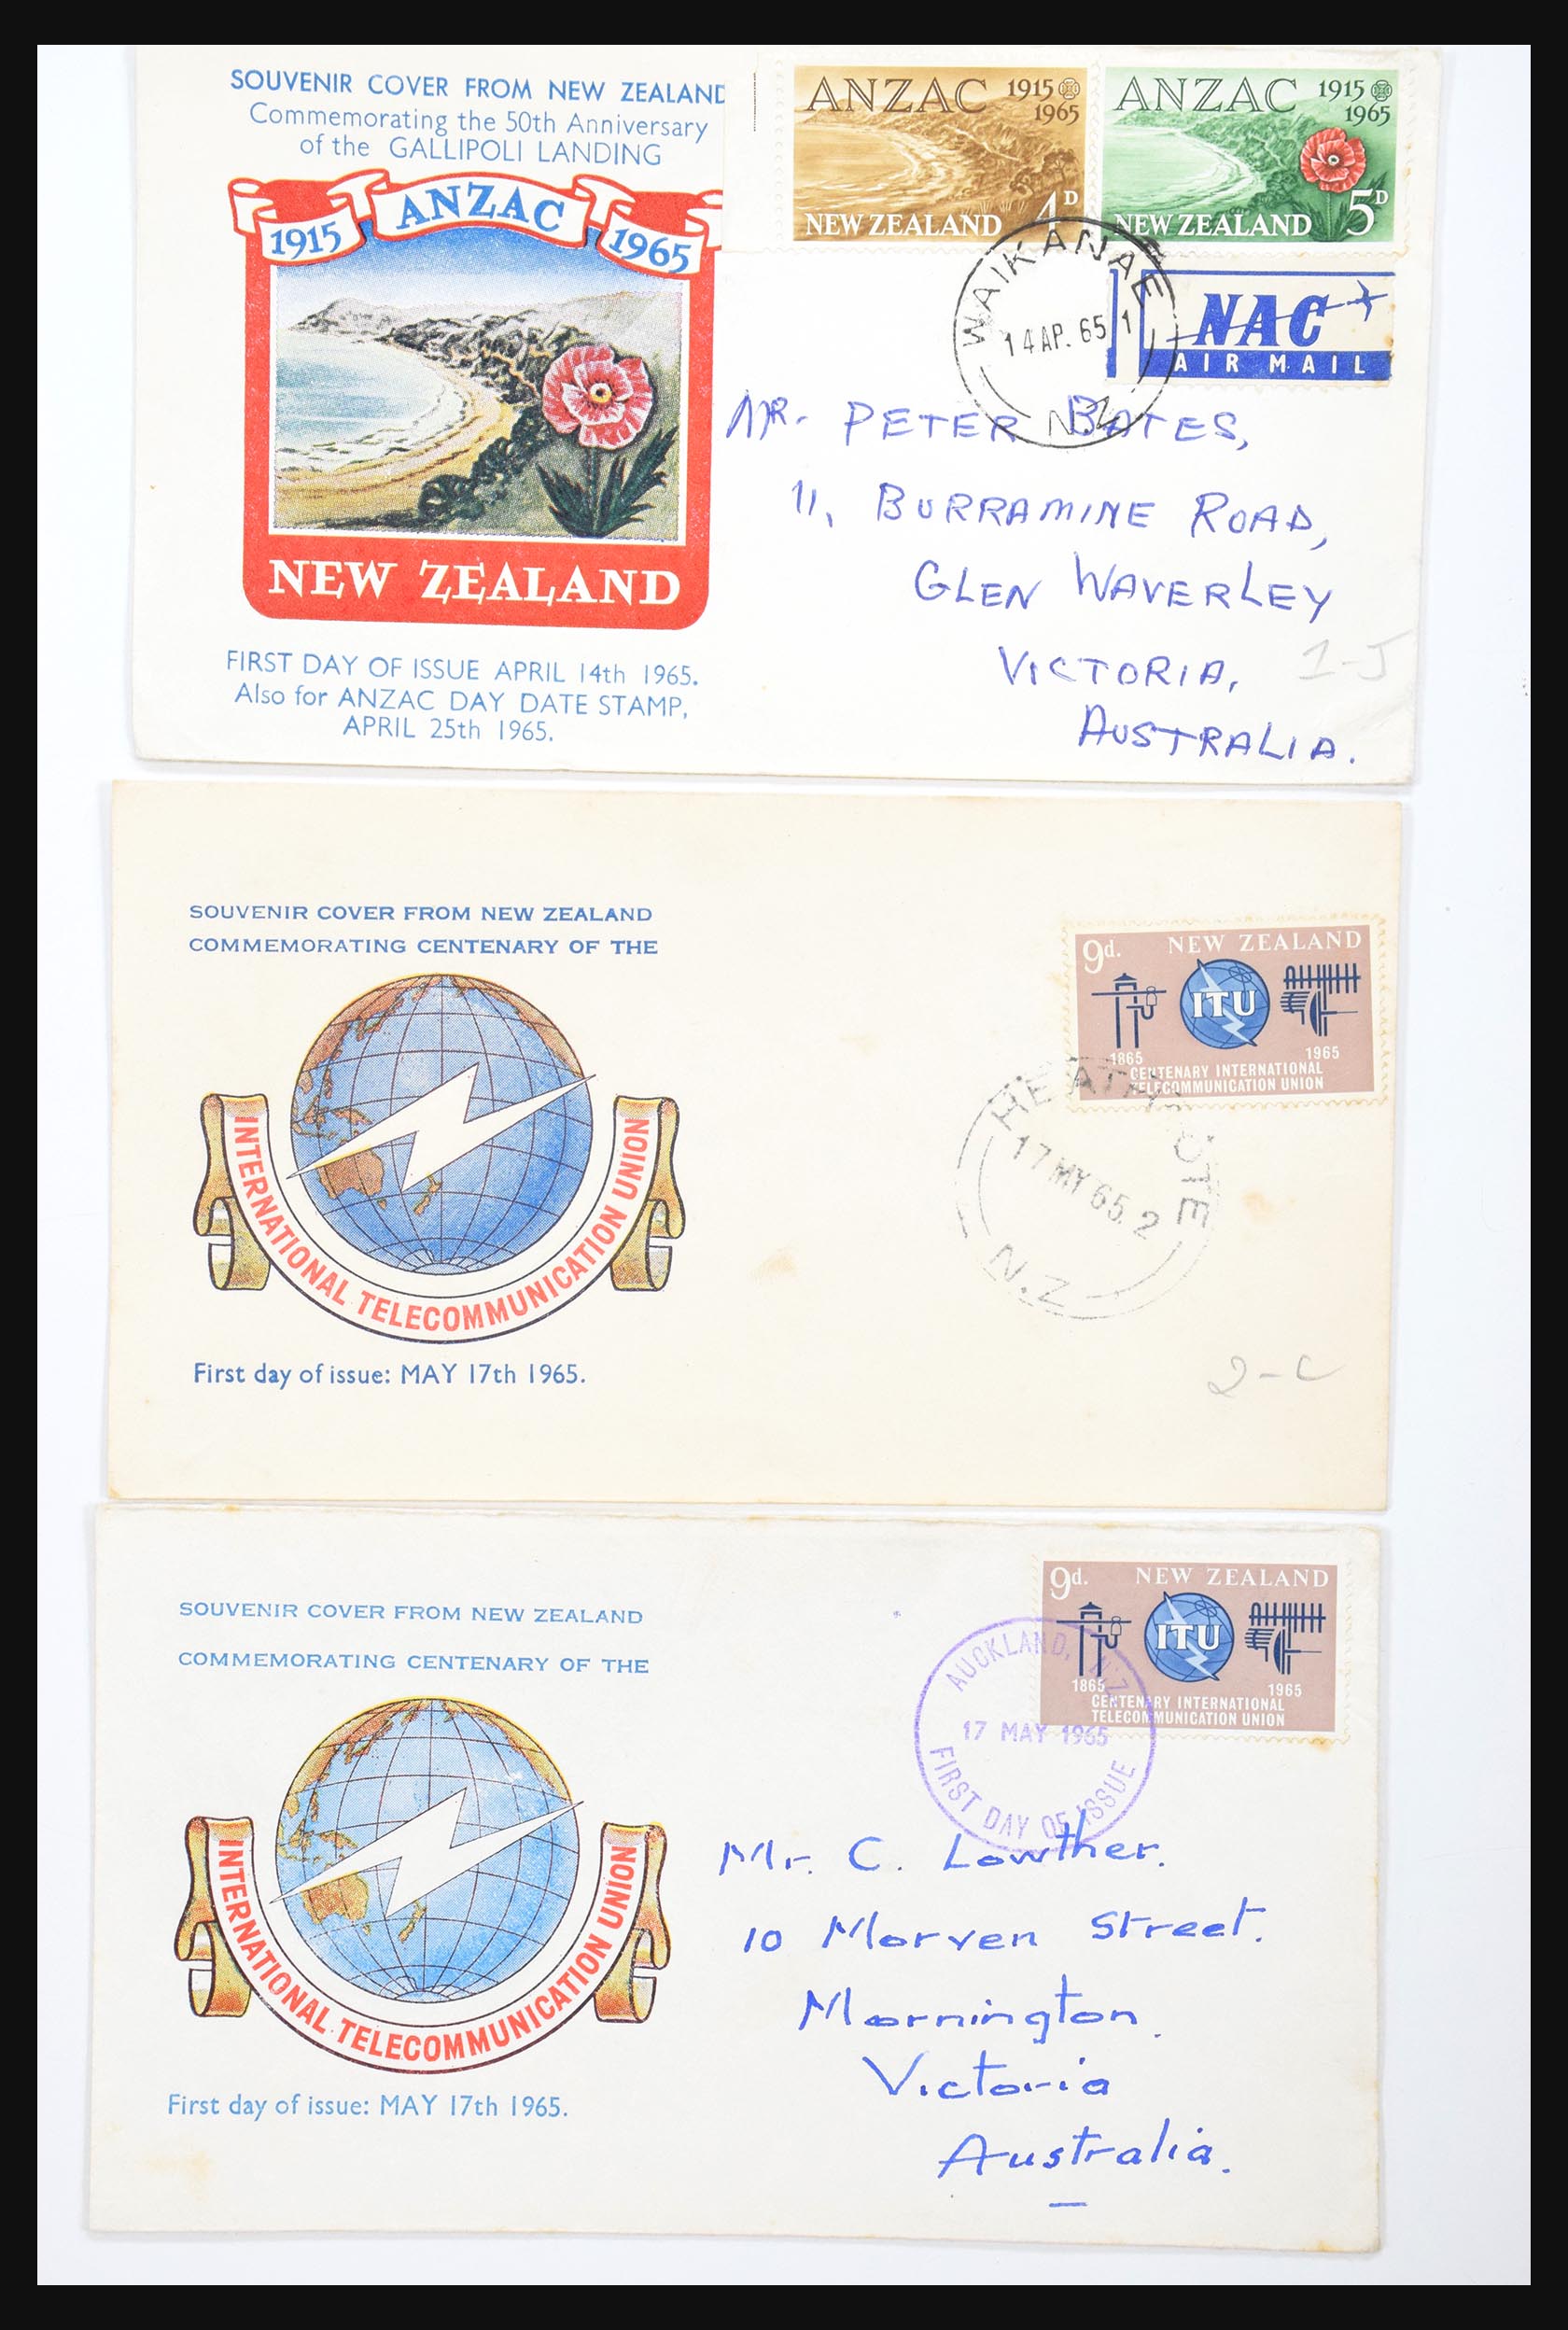 SOUVENIR COVER FROM NEW ZEALAND
Commemorating the 50th Anniversary
of the GALLIPOLI LANDING
1915 ANZAC 1965
NEW ZEALAND
FIRST DAY OF ISSUE APRIL 14th 1965.
Also for ANZAC DAY DATE STAMP,
APRIL 25th 1965.
ANZAC 1915
1965
4D
NEW ZEALAND
ANZAC 1915
1965
5D
NEW ZEALAND
WAIKANAE
14 AP. 65 1
N.Z.
NAC
AIR MAIL
MR. PETER BATES,
11, BURRAMINE ROAD,
GLEN WAVERLEY
VICTORIA,
AUSTRALIA.
1-J
SOUVENIR COVER FROM NEW ZEALAND
COMMEMORATING CENTENARY OF THE
INTERNATIONAL TELECOMMUNICATION UNION
First day of issue: MAY 17th 1965.
9d. NEW ZEALAND
ITU
1865 1965
CENTENARY INTERNATIONAL
TELECOMMUNICATION UNION
HEATHCOTE
17 MY 65. 2
N.Z
2-C
SOUVENIR COVER FROM NEW ZEALAND
COMMEMORATING CENTENARY OF THE
INTERNATIONAL TELECOMMUNICATION UNION
First day of issue: MAY 17th 1965.
9d. NEW ZEALAND
ITU
1865 1965
CENTENARY INTERNATIONAL
TELECOMMUNICATION UNION
AUCKLAND, N.Z.
17 MAY 1965
FIRST DAY OF ISSUE
Mr. C. Lowther.
10 Morven Street.
Mornington.
Victoria
Australia.